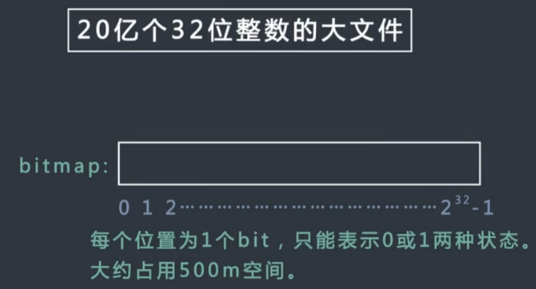 20亿个32位整数的大文件
bitmap:
0 1 2………………………………………2³²-1
每个位置为1个bit，只能表示0或1两种状态。
大约占用500m空间。